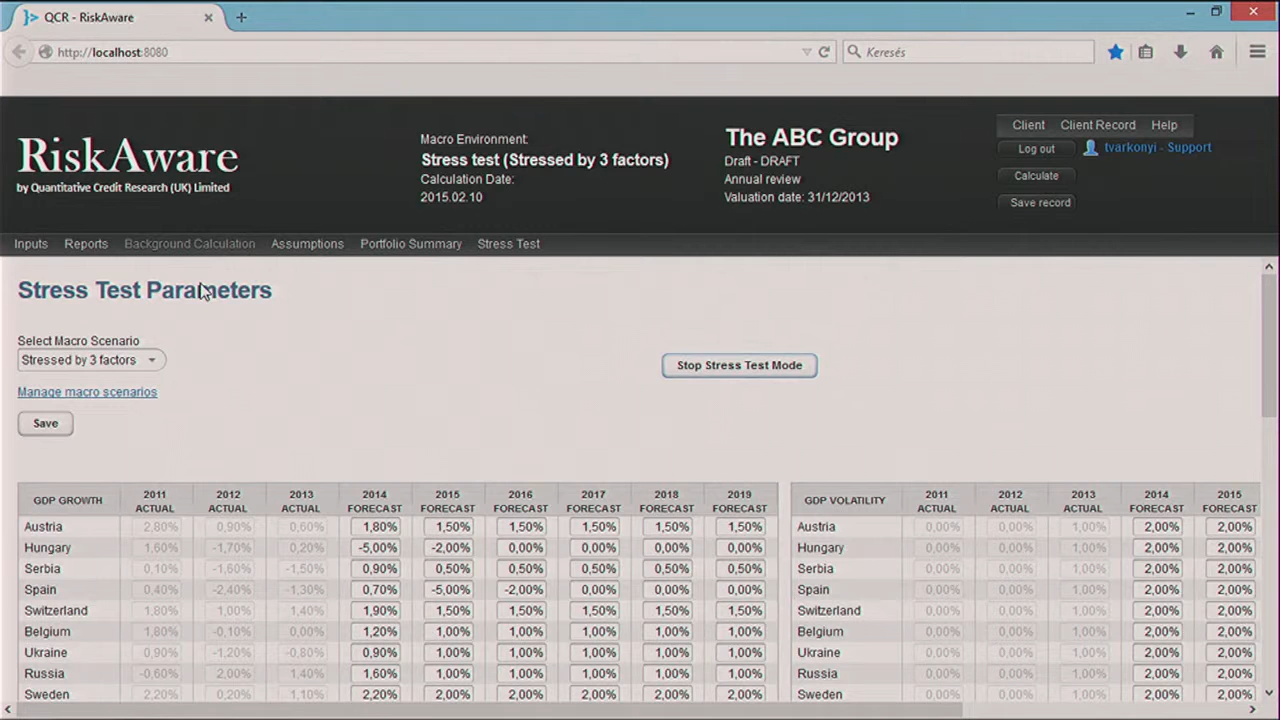 QCR - RiskAware
http://localhost:8080
Keresés
RiskAware
by Quantitative Credit Research (UK) Limited
Macro Environment:
Stress test (Stressed by 3 factors)
Calculation Date:
2015.02.10
The ABC Group
Draft - DRAFT
Annual review
Valuation date: 31/12/2013
Client Client Record Help
Log out tvarkonyi - Support
Calculate
Save record
Inputs Reports Background Calculation Assumptions Portfolio Summary Stress Test
Stress Test Parameters
Select Macro Scenario
Stressed by 3 factors
Stop Stress Test Mode
Manage macro scenarios
Save
GDP GROWTH 2011 ACTUAL 2012 ACTUAL 2013 ACTUAL 2014 FORECAST 2015 FORECAST 2016 FORECAST 2017 FORECAST 2018 FORECAST 2019 FORECAST
Austria 2,80% 0,90% 0,60% 1,80% 1,50% 1,50% 1,50% 1,50% 1,50%
Hungary 1,60% -1,70% 0,20% -5,00% -2,00% 0,00% 0,00% 0,00% 0,00%
Serbia 0,10% -1,60% -1,50% 0,90% 0,50% 0,50% 0,50% 0,50% 0,50%
Spain 0,40% -2,40% -1,30% 0,70% -5,00% -2,00% 0,00% 0,00% 0,00%
Switzerland 1,80% 1,00% 1,40% 1,90% 1,50% 1,50% 1,50% 1,50% 1,50%
Belgium 1,80% -0,10% 0,00% 1,20% 1,00% 1,00% 1,00% 1,00% 1,00%
Ukraine 0,90% -1,20% -0,80% 0,90% 1,00% 1,00% 1,00% 1,00% 1,00%
Russia -0,60% 2,00% 1,40% 1,60% 1,00% 1,00% 1,00% 1,00% 1,00%
Sweden 2,20% 0,20% 1,10% 2,20% 2,00% 2,00% 2,00% 2,00% 2,00%
GDP VOLATILITY 2011 ACTUAL 2012 ACTUAL 2013 ACTUAL 2014 FORECAST 2015 FORECAST
Austria 0,00% 0,00% 1,00% 2,00% 2,00%
Hungary 0,00% 0,00% 1,00% 2,00% 2,00%
Serbia 0,00% 0,00% 1,00% 2,00% 2,00%
Spain 0,00% 0,00% 1,00% 2,00% 2,00%
Switzerland 0,00% 0,00% 1,00% 2,00% 2,00%
Belgium 0,00% 0,00% 1,00% 2,00% 2,00%
Ukraine 0,00% 0,00% 1,00% 2,00% 2,00%
Russia 0,00% 0,00% 1,00% 2,00% 2,00%
Sweden 0,00% 0,00% 1,00% 2,00% 2,00%